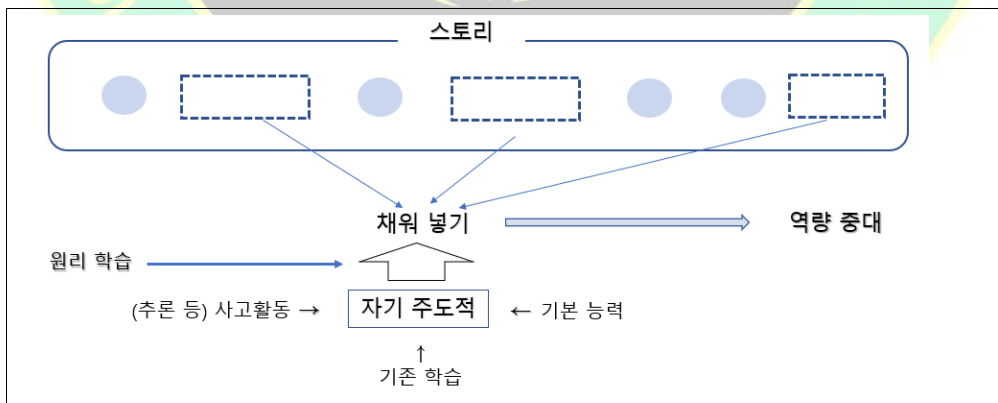 스토리
채워 넣기
역량 중대
원리 학습
(추론 등) 사고활동 → 자기 주도적 ← 기본 능력
↑
기존 학습